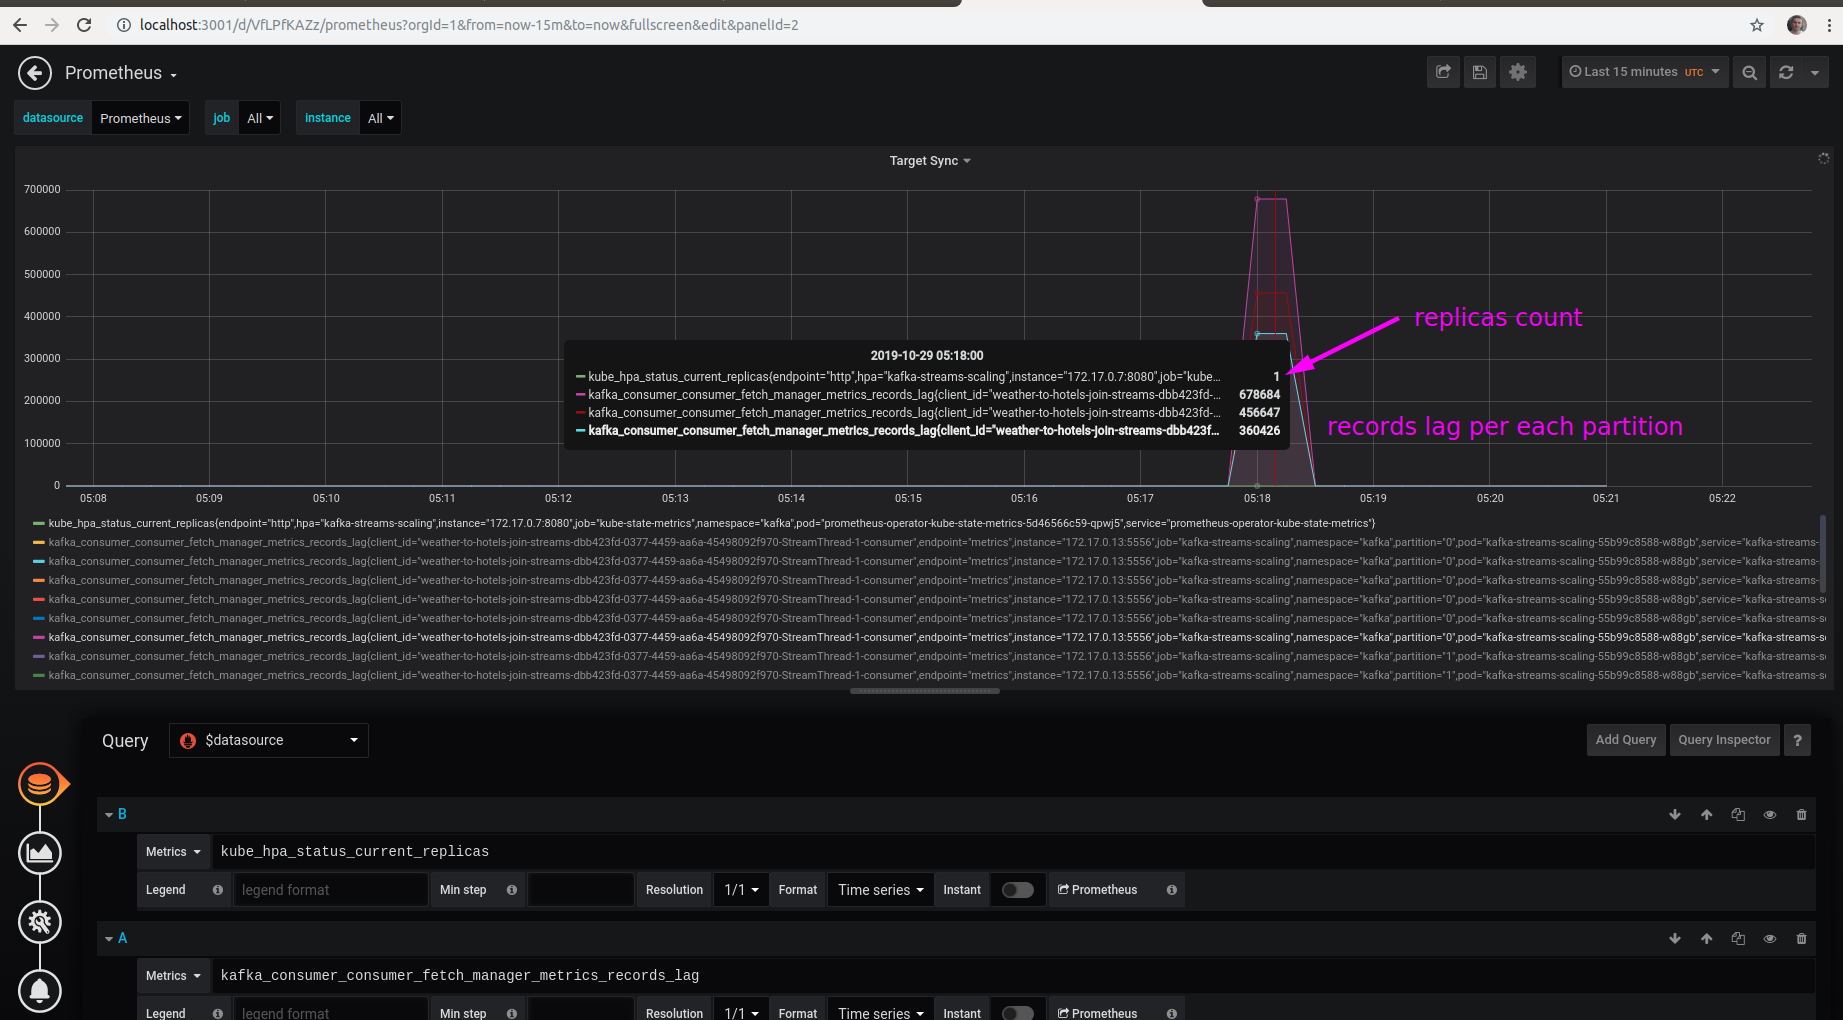 localhost:3001/d/VfLPfKAZz/prometheus?orgId=1&from=now-15m&to=now&fullscreen&edit&panelId=2
Prometheus
Last 15 minutes UTC
datasource Prometheus job All instance All
Target Sync
700000
600000
500000
400000
300000
200000
100000
0
05:08 05:09 05:10 05:11 05:12 05:13 05:14 05:15 05:16 05:17 05:18 05:19 05:20 05:21 05:22
replicas count
records lag per each partition
2019-10-29 05:18:00
kube_hpa_status_current_replicas{endpoint="http",hpa="kafka-streams-scaling",instance="172.17.0.7:8080",job="kube... 1
kafka_consumer_consumer_fetch_manager_metrics_records_lag{client_id="weather-to-hotels-join-streams-dbb423fd-... 678684
kafka_consumer_consumer_fetch_manager_metrics_records_lag{client_id="weather-to-hotels-join-streams-dbb423fd-... 456647
kafka_consumer_consumer_fetch_manager_metrics_records_lag{client_id="weather-to-hotels-join-streams-dbb423f... 360426
kube_hpa_status_current_replicas{endpoint="http",hpa="kafka-streams-scaling",instance="172.17.0.7:8080",job="kube-state-metrics",namespace="kafka",pod="prometheus-operator-kube-state-metrics-5d46566c59-qpwj5",service="prometheus-operator-kube-state-metrics"}
kafka_consumer_consumer_fetch_manager_metrics_records_lag{client_id="weather-to-hotels-join-streams-dbb423fd-0377-4459-aa6a-45498092f970-StreamThread-1-consumer",endpoint="metrics",instance="172.17.0.13:5556",job="kafka-streams-scaling",namespace="kafka",partition="0",pod="kafka-streams-scaling-55b99c8588-w88gb",service="kafka-streams-
kafka_consumer_consumer_fetch_manager_metrics_records_lag{client_id="weather-to-hotels-join-streams-dbb423fd-0377-4459-aa6a-45498092f970-StreamThread-1-consumer",endpoint="metrics",instance="172.17.0.13:5556",job="kafka-streams-scaling",namespace="kafka",partition="0",pod="kafka-streams-scaling-55b99c8588-w88gb",service="kafka-streams-
kafka_consumer_consumer_fetch_manager_metrics_records_lag{client_id="weather-to-hotels-join-streams-dbb423fd-0377-4459-aa6a-45498092f970-StreamThread-1-consumer",endpoint="metrics",instance="172.17.0.13:5556",job="kafka-streams-scaling",namespace="kafka",partition="0",pod="kafka-streams-scaling-55b99c8588-w88gb",service="kafka-streams-
kafka_consumer_consumer_fetch_manager_metrics_records_lag{client_id="weather-to-hotels-join-streams-dbb423fd-0377-4459-aa6a-45498092f970-StreamThread-1-consumer",endpoint="metrics",instance="172.17.0.13:5556",job="kafka-streams-scaling",namespace="kafka",partition="0",pod="kafka-streams-scaling-55b99c8588-w88gb",service="kafka-streams-s
kafka_consumer_consumer_fetch_manager_metrics_records_lag{client_id="weather-to-hotels-join-streams-dbb423fd-0377-4459-aa6a-45498092f970-StreamThread-1-consumer",endpoint="metrics",instance="172.17.0.13:5556",job="kafka-streams-scaling",namespace="kafka",partition="0",pod="kafka-streams-scaling-55b99c8588-w88gb",service="kafka-streams-s
kafka_consumer_consumer_fetch_manager_metrics_records_lag{client_id="weather-to-hotels-join-streams-dbb423fd-0377-4459-aa6a-45498092f970-StreamThread-1-consumer",endpoint="metrics",instance="172.17.0.13:5556",job="kafka-streams-scaling",namespace="kafka",partition="0",pod="kafka-streams-scaling-55b99c8588-w88gb",service="kafka-streams-s
kafka_consumer_consumer_fetch_manager_metrics_records_lag{client_id="weather-to-hotels-join-streams-dbb423fd-0377-4459-aa6a-45498092f970-StreamThread-1-consumer",endpoint="metrics",instance="172.17.0.13:5556",job="kafka-streams-scaling",namespace="kafka",partition="1",pod="kafka-streams-scaling-55b99c8588-w88gb",service="kafka-streams-s
kafka_consumer_consumer_fetch_manager_metrics_records_lag{client_id="weather-to-hotels-join-streams-dbb423fd-0377-4459-aa6a-45498092f970-StreamThread-1-consumer",endpoint="metrics",instance="172.17.0.13:5556",job="kafka-streams-scaling",namespace="kafka",partition="1",pod="kafka-streams-scaling-55b99c8588-w88gb",service="kafka-streams-s
Query $datasource Add Query Query Inspector ?
B
Metrics kube_hpa_status_current_replicas
Legend legend format Min step Resolution 1/1 Format Time series Instant Prometheus
A
Metrics kafka_consumer_consumer_fetch_manager_metrics_records_lag
Legend legend format Min step Resolution 1/1 Format Time series Instant Prometheus